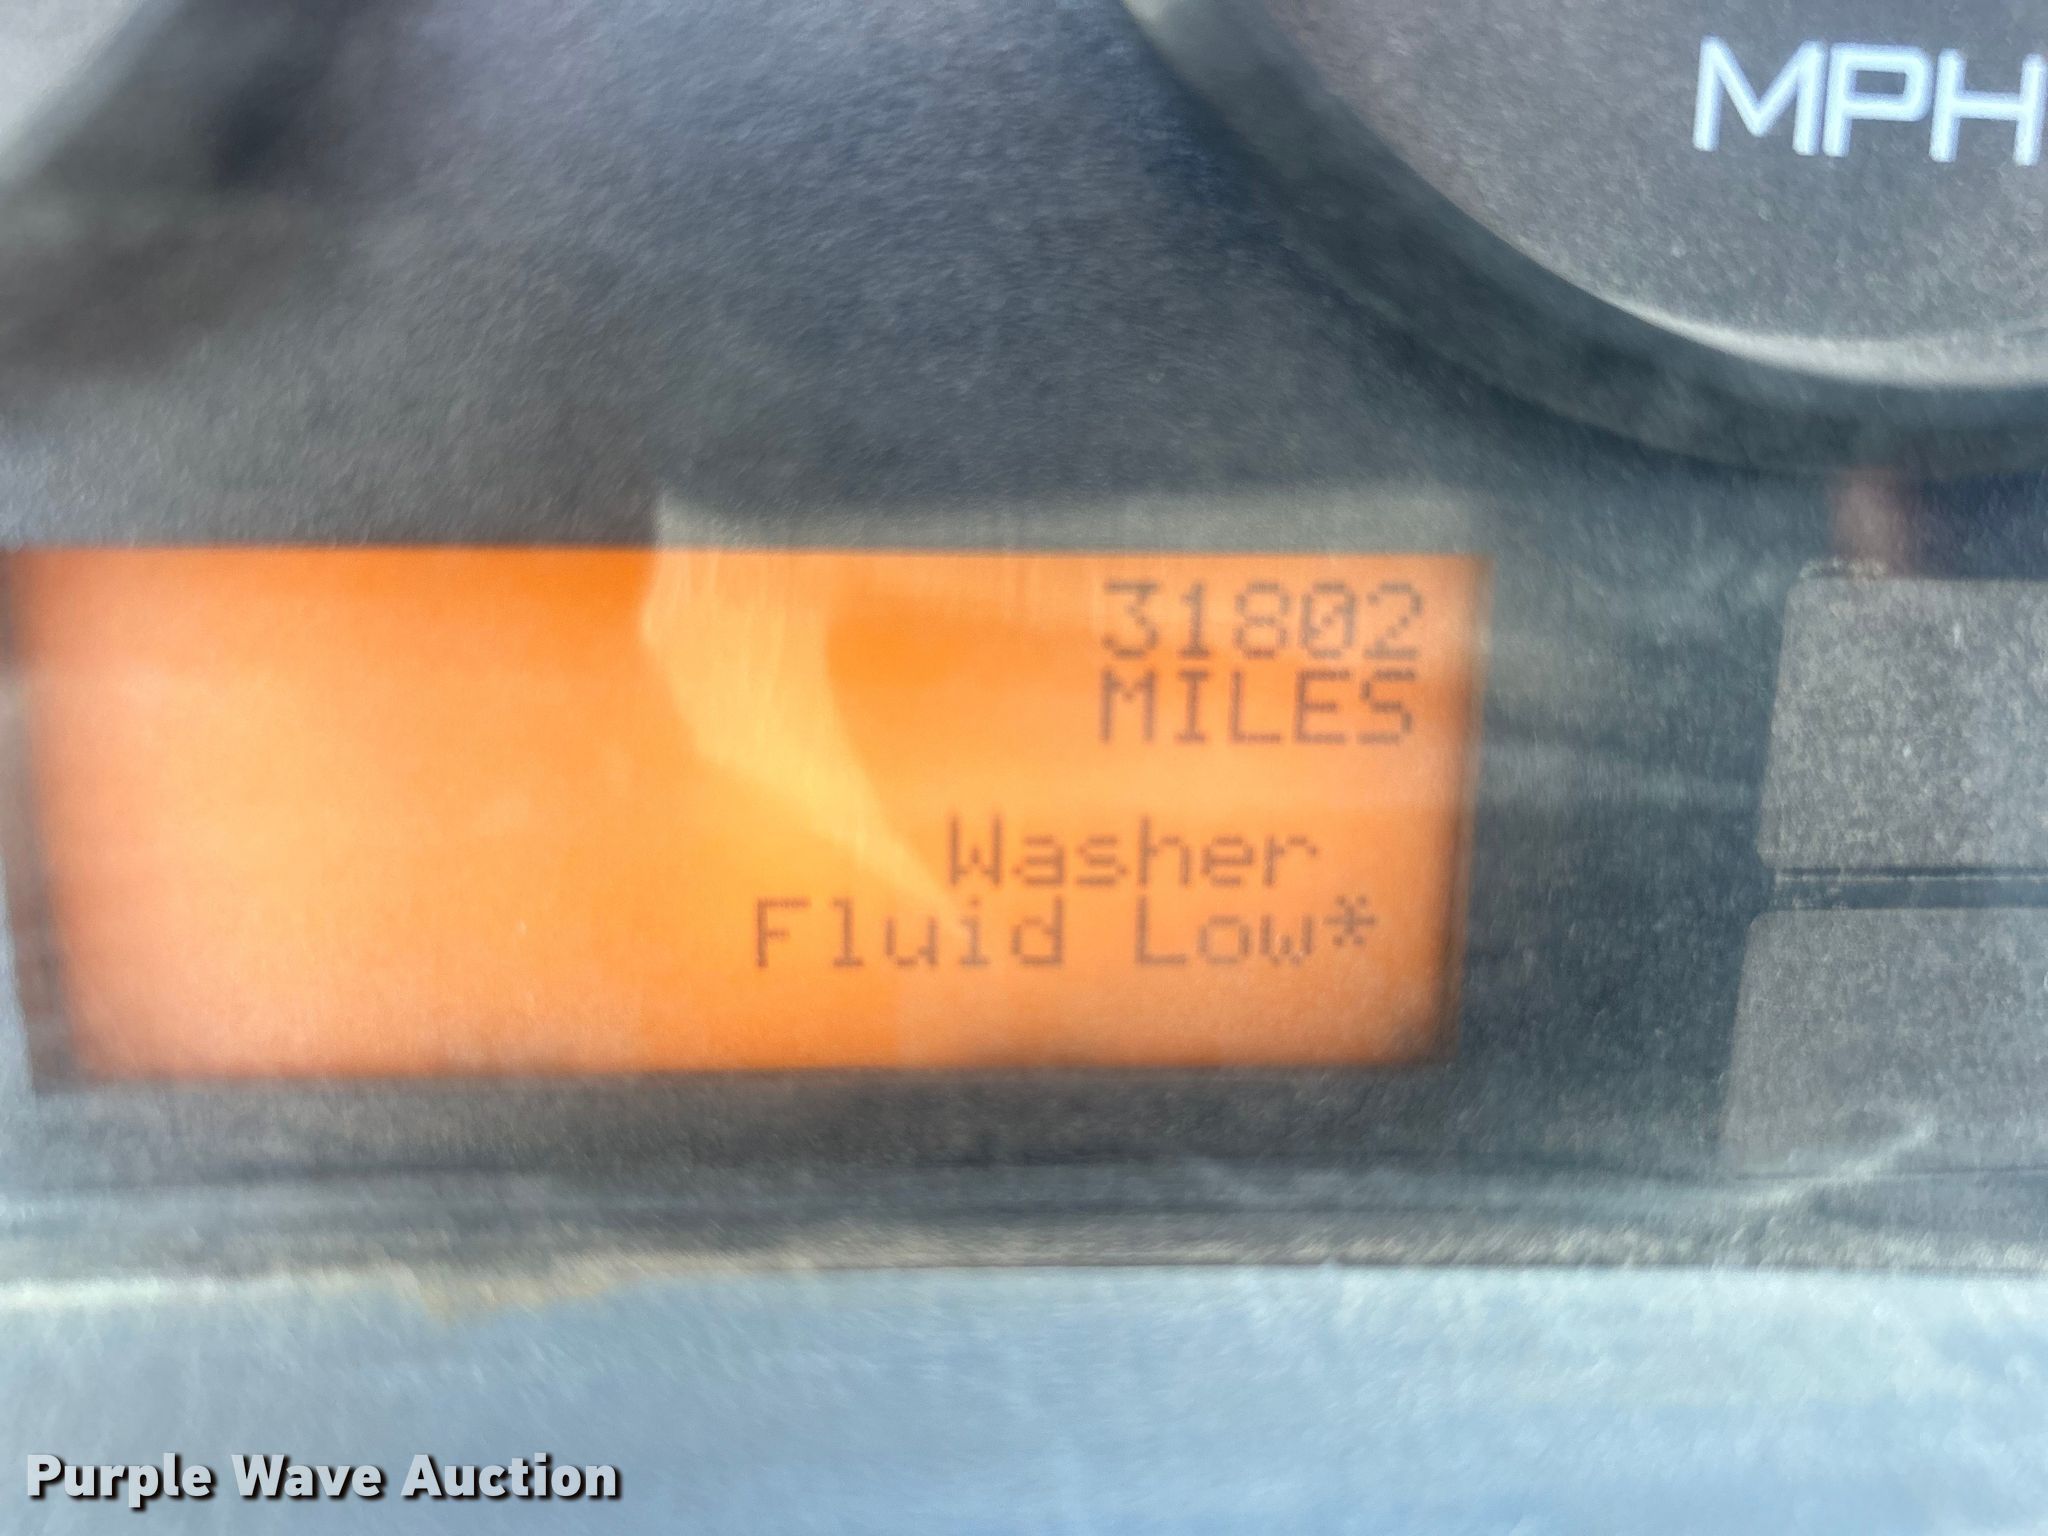 MPH
31802
MILES
Washer
Fluid Low*
Purple Wave Auction